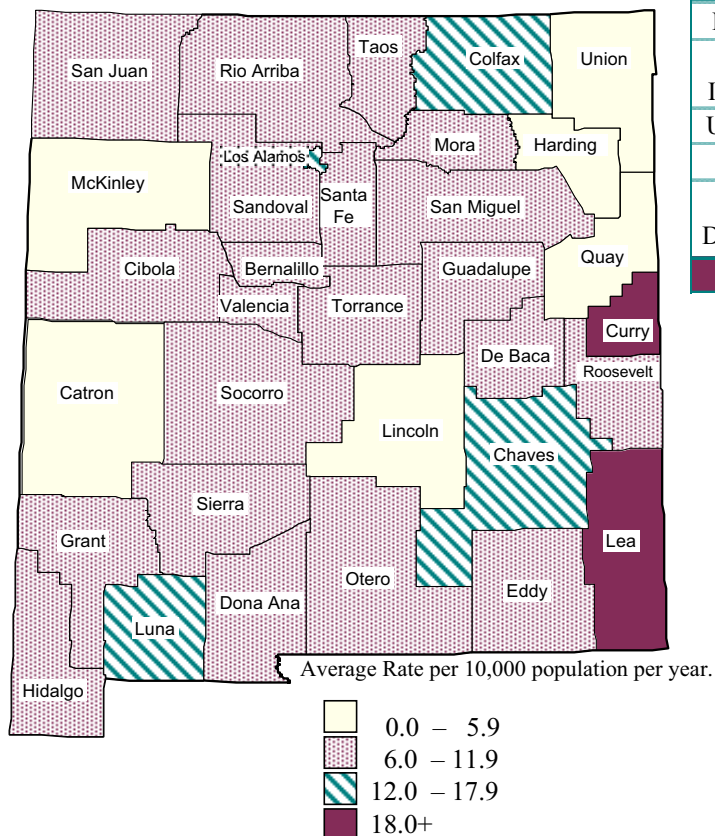 Taos
San Juan
Rio Arriba
Colfax
Union
Los Alamos
Mora
Harding
McKinley
Sandoval
Santa
Fe
San Miguel
Cibola
Bernalillo
Guadalupe
Quay
Valencia
Torrance
Curry
De Baca
Roosevelt
Catron
Socorro
Lincoln
Chaves
Sierra
Grant
Lea
Otero
Eddy
Dona Ana
Luna
Hidalgo
Average Rate per 10,000 population per year.
0.0 – 5.9
6.0 – 11.9
12.0 – 17.9
18.0+